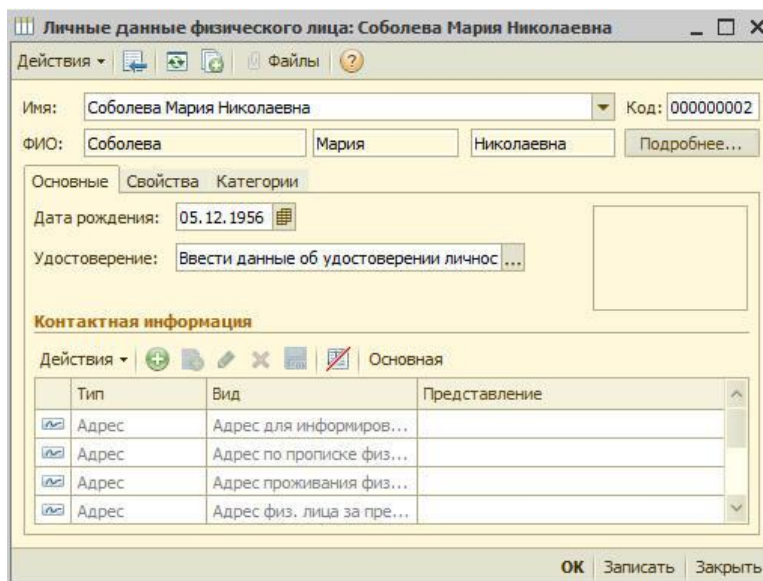 Личные данные физического лица: Соболева Мария Николаевна
Действия Файлы
Имя: Соболева Мария Николаевна Код: 000000002
ФИО: Соболева Мария Николаевна Подробнее...
Основные Свойства Категории
Дата рождения: 05.12.1956
Удостоверение: Ввести данные об удостоверении личнос ...
Контактная информация
Действия Основная
Тип Вид Представление
Адрес Адрес для информиров...
Адрес Адрес по прописке физ...
Адрес Адрес проживания физ...
Адрес Адрес физ. лица за пре...
ОК Записать Закрыть